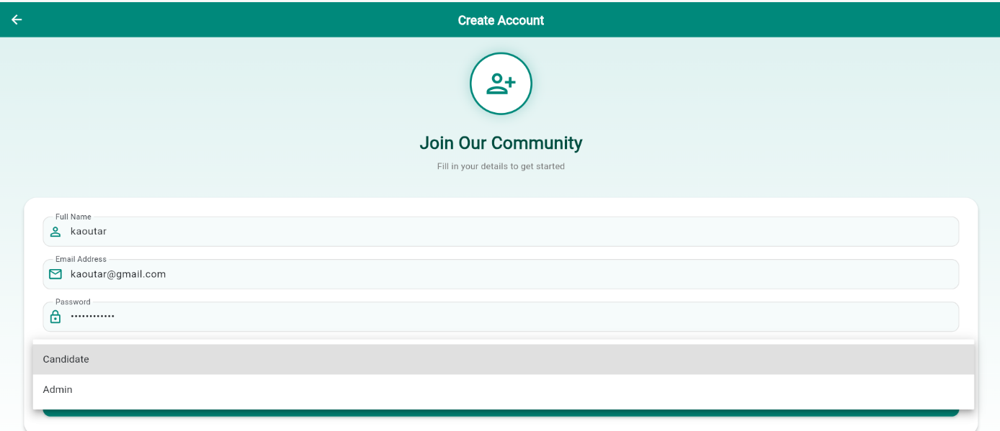 Create Account
Join Our Community
Fill in your details to get started
Full Name
kaoutar
Email Address
kaoutar@gmail.com
Password
••••••••••••
Candidate
Admin